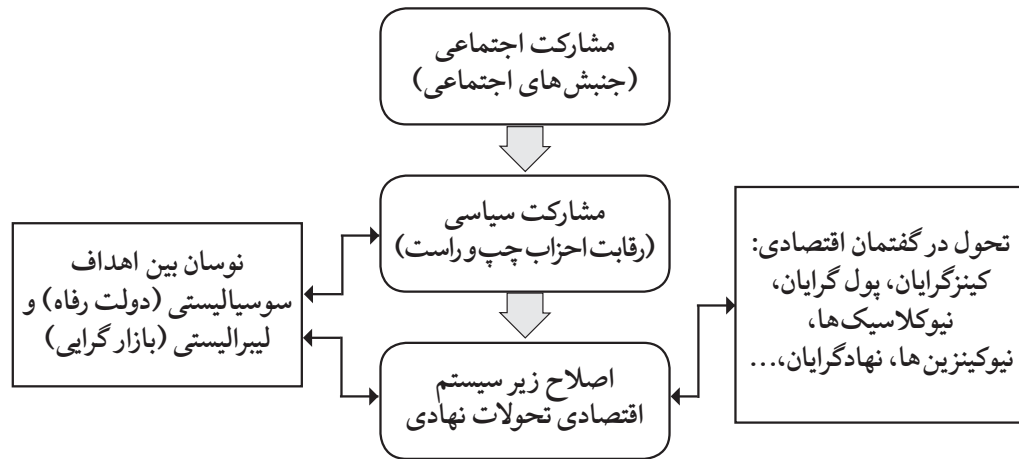 مشارکت اجتماعی
(جنبش‌های اجتماعی)
مشارکت سیاسی
(رقابت احزاب چپ و راست)
تحول در گفتمان اقتصادی:
کینزگرایان، پول گرایان،
نیوکلاسیک‌ها،
نیوکینزین‌ها، نهادگرایان،...
نوسان بین اهداف
سوسیالیستی (دولت رفاه) و
لیبرالیستی (بازار گرایی)
اصلاح زیر سیستم
اقتصادی تحولات نهادی